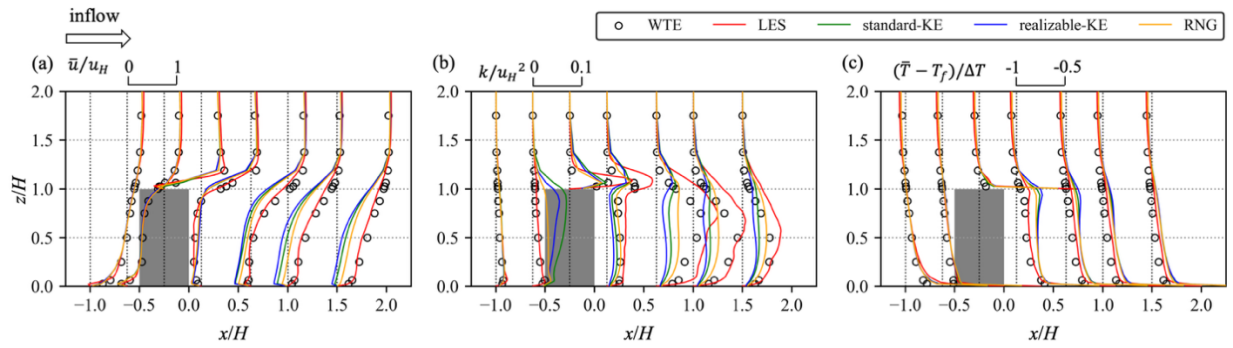 inflow
WTE LES standard-KE realizable-KE RNG
(a) ū/u_H 0 1
(b) k/u_H² 0 0.1
(c) (T̄ − T_f)/ΔT -1 -0.5
2.0 2.0 2.0
1.5 1.5 1.5
z/H
1.0 1.0 1.0
0.5 0.5 0.5
0.0 0.0 0.0
−1.0 −0.5 0.0 0.5 1.0 1.5 2.0 −1.0 −0.5 0.0 0.5 1.0 1.5 2.0 −1.0 −0.5 0.0 0.5 1.0 1.5 2.0
x/H x/H x/H